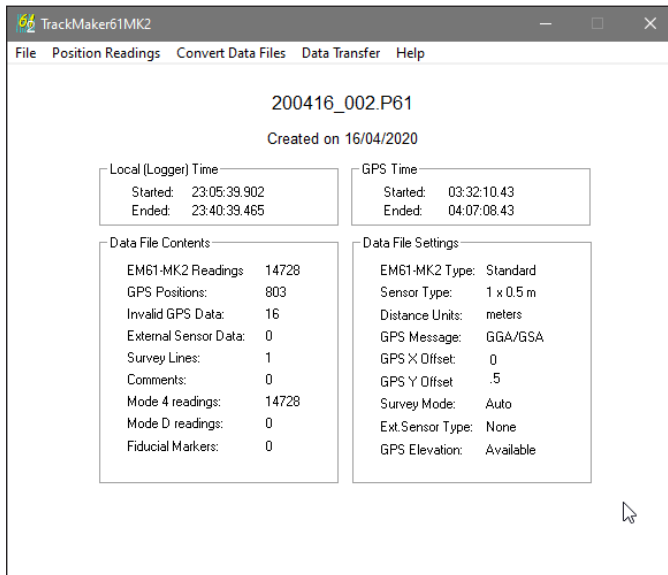 TrackMaker61MK2
File Position Readings Convert Data Files Data Transfer Help
200416_002.P61
Created on 16/04/2020
Local (Logger) Time
Started: 23:05:39.902
Ended: 23:40:39.465
GPS Time
Started: 03:32:10.43
Ended: 04:07:08.43
Data File Contents
EM61-MK2 Readings 14728
GPS Positions: 803
Invalid GPS Data: 16
External Sensor Data: 0
Survey Lines: 1
Comments: 0
Mode 4 readings: 14728
Mode D readings: 0
Fiducial Markers: 0
Data File Settings
EM61-MK2 Type: Standard
Sensor Type: 1 x 0.5 m
Distance Units: meters
GPS Message: GGA/GSA
GPS X Offset: 0
GPS Y Offset .5
Survey Mode: Auto
Ext.Sensor Type: None
GPS Elevation: Available